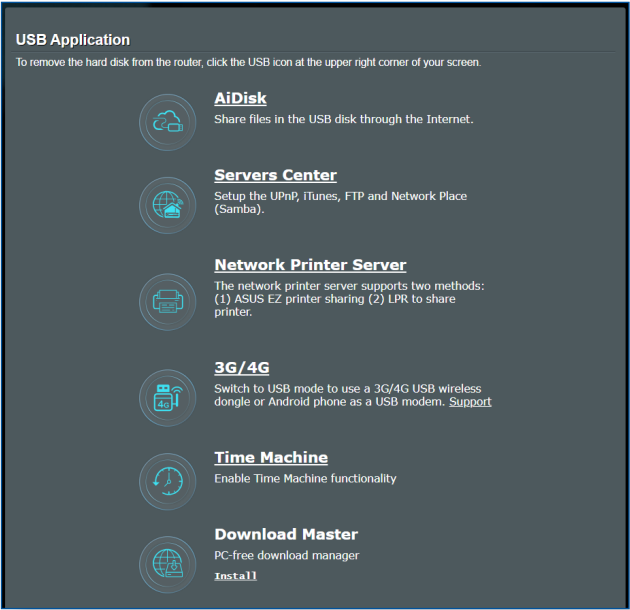 USB Application
To remove the hard disk from the router, click the USB icon at the upper right corner of your screen.
AiDisk
Share files in the USB disk through the Internet.
Servers Center
Setup the UPnP, iTunes, FTP and Network Place
(Samba).
Network Printer Server
The network printer server supports two methods:
(1) ASUS EZ printer sharing (2) LPR to share
printer.
3G/4G
4G
Switch to USB mode to use a 3G/4G USB wireless
dongle or Android phone as a USB modem. Support
Time Machine
Enable Time Machine functionality
Download Master
PC-free download manager
Install